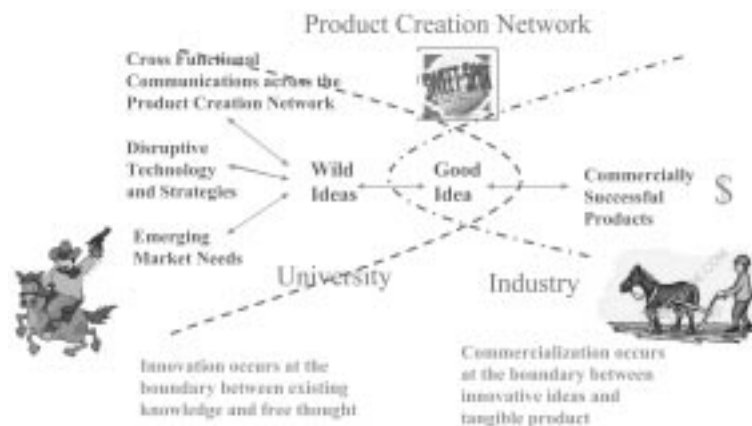 Product Creation Network
Cross Functional
Communications across the
Product Creation Network
Disruptive
Technology
and Strategies
Emerging
Market Needs
Wild
Ideas
Good
Idea
Commercially
Successful
Products
$
University
Industry
Innovation occurs at the
boundary between existing
knowledge and free thought
Commercialization occurs
at the boundary between
innovative ideas and
tangible product